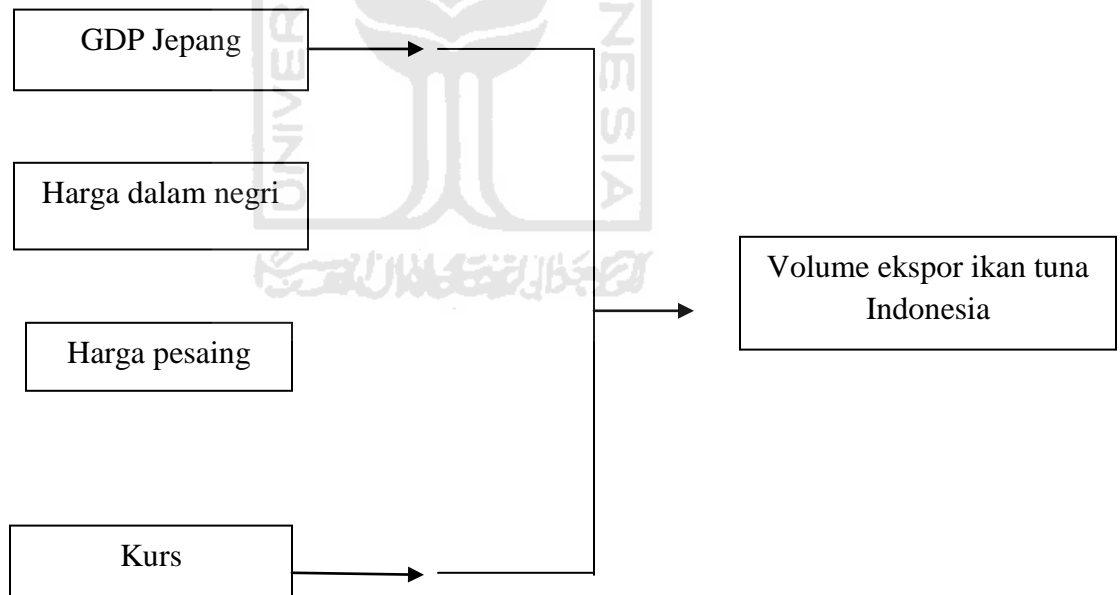 GDP Jepang
Harga dalam negri
Harga pesaing
Kurs
Volume ekspor ikan tuna
Indonesia